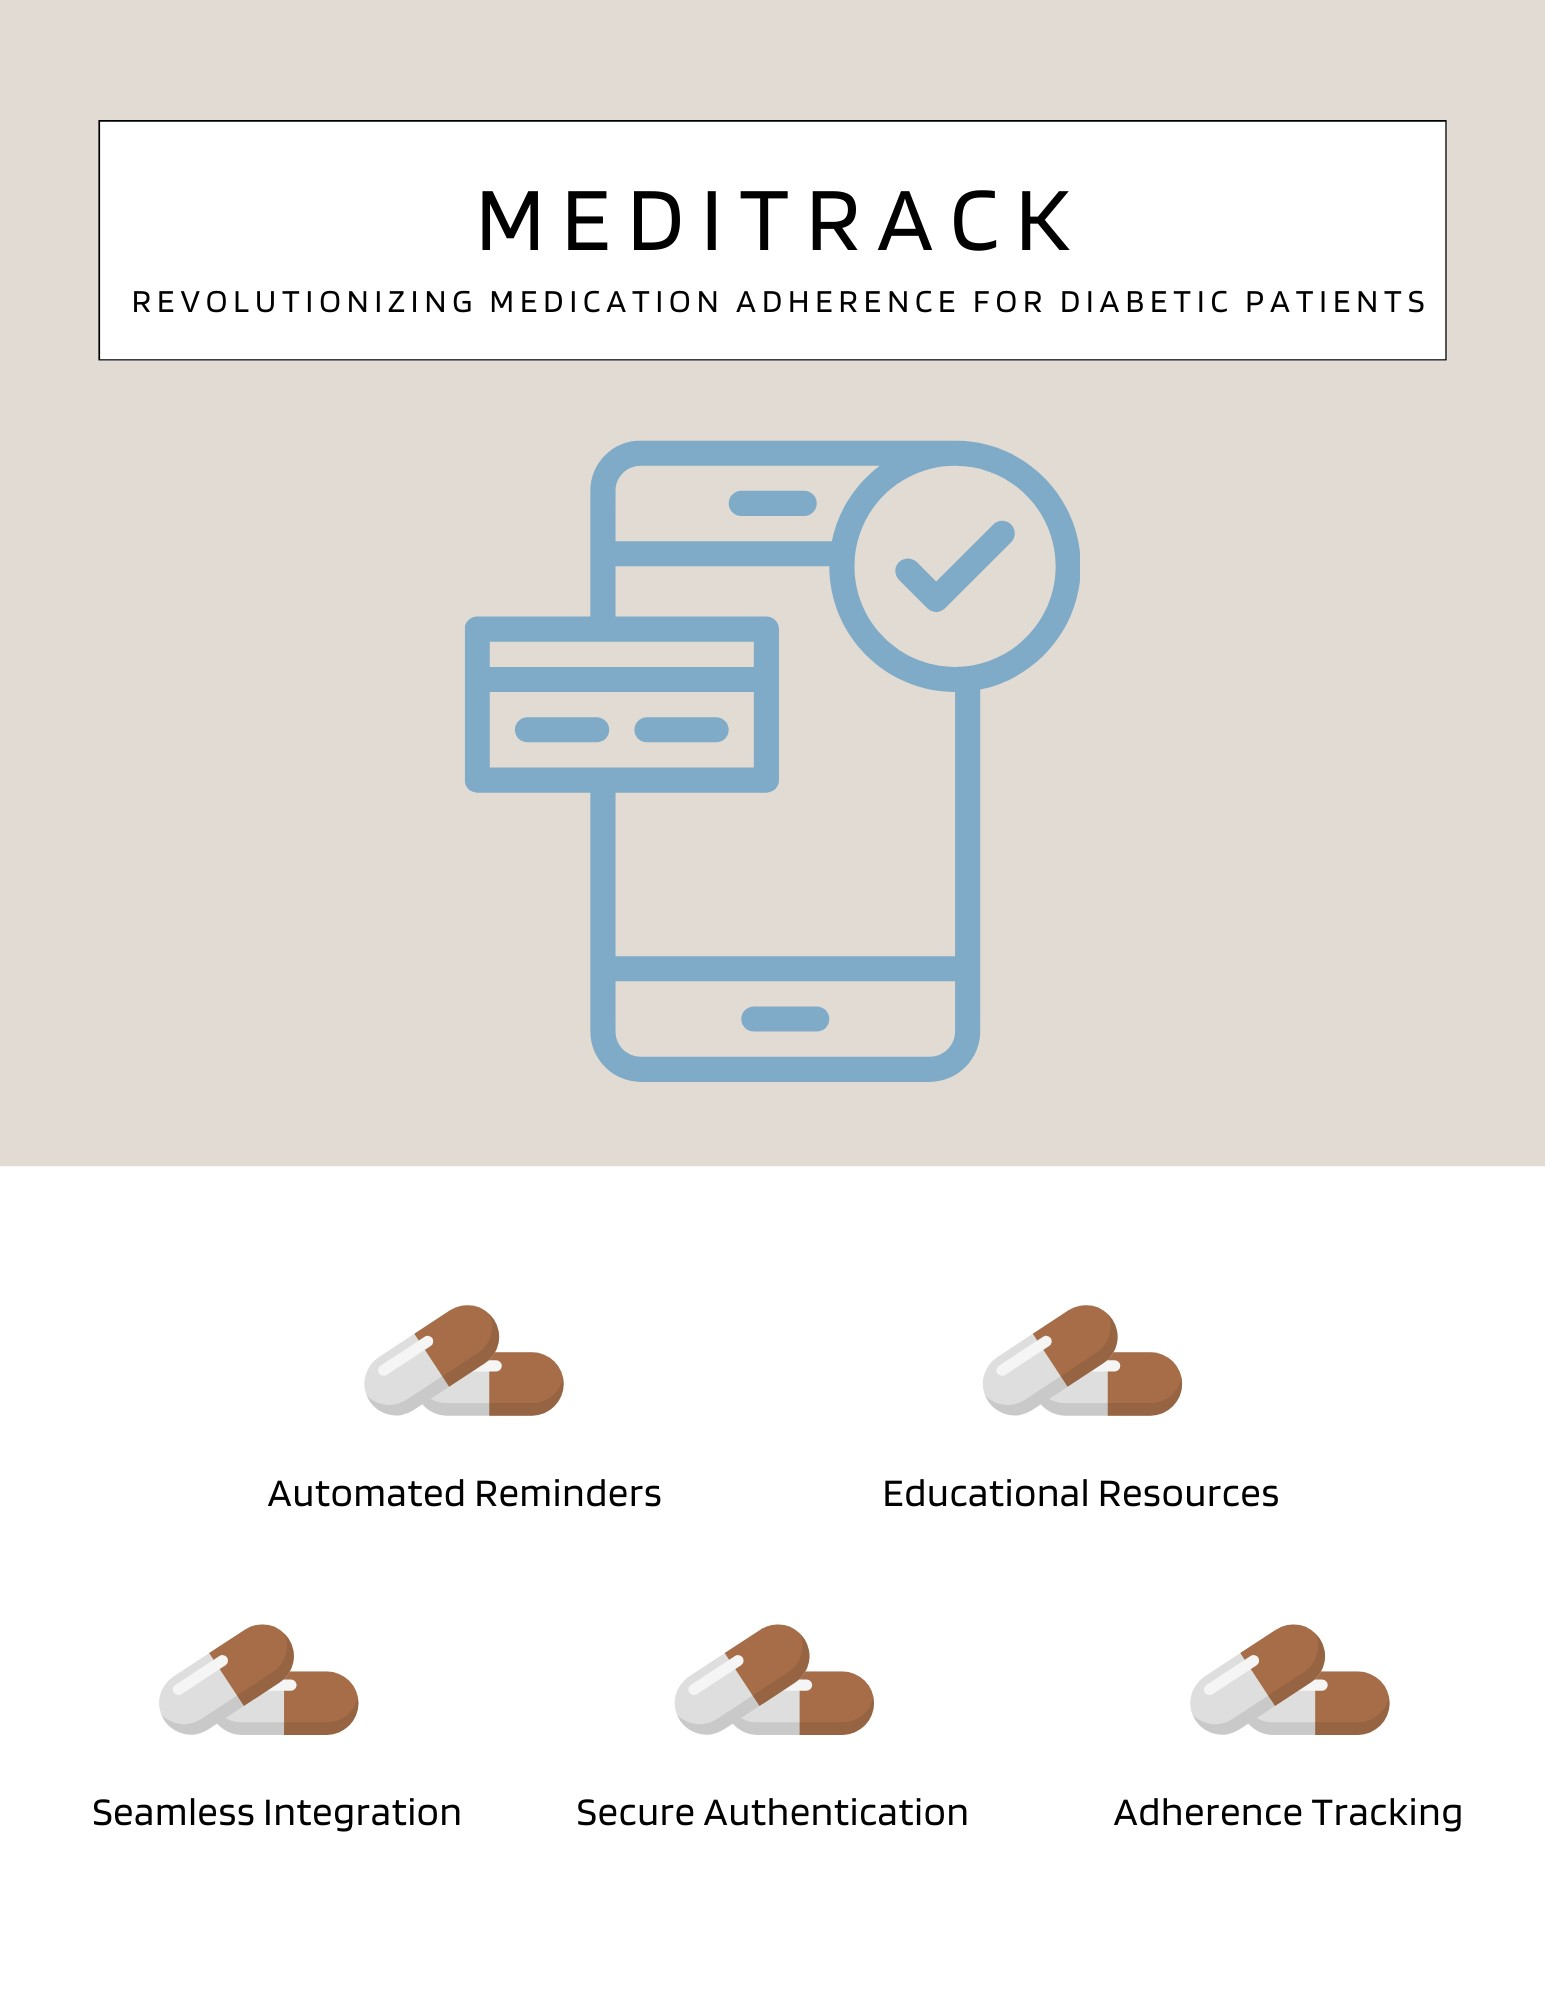 MEDITRACK
REVOLUTIONIZING MEDICATION ADHERENCE FOR DIABETIC PATIENTS
Automated Reminders
Educational Resources
Seamless Integration
Secure Authentication
Adherence Tracking